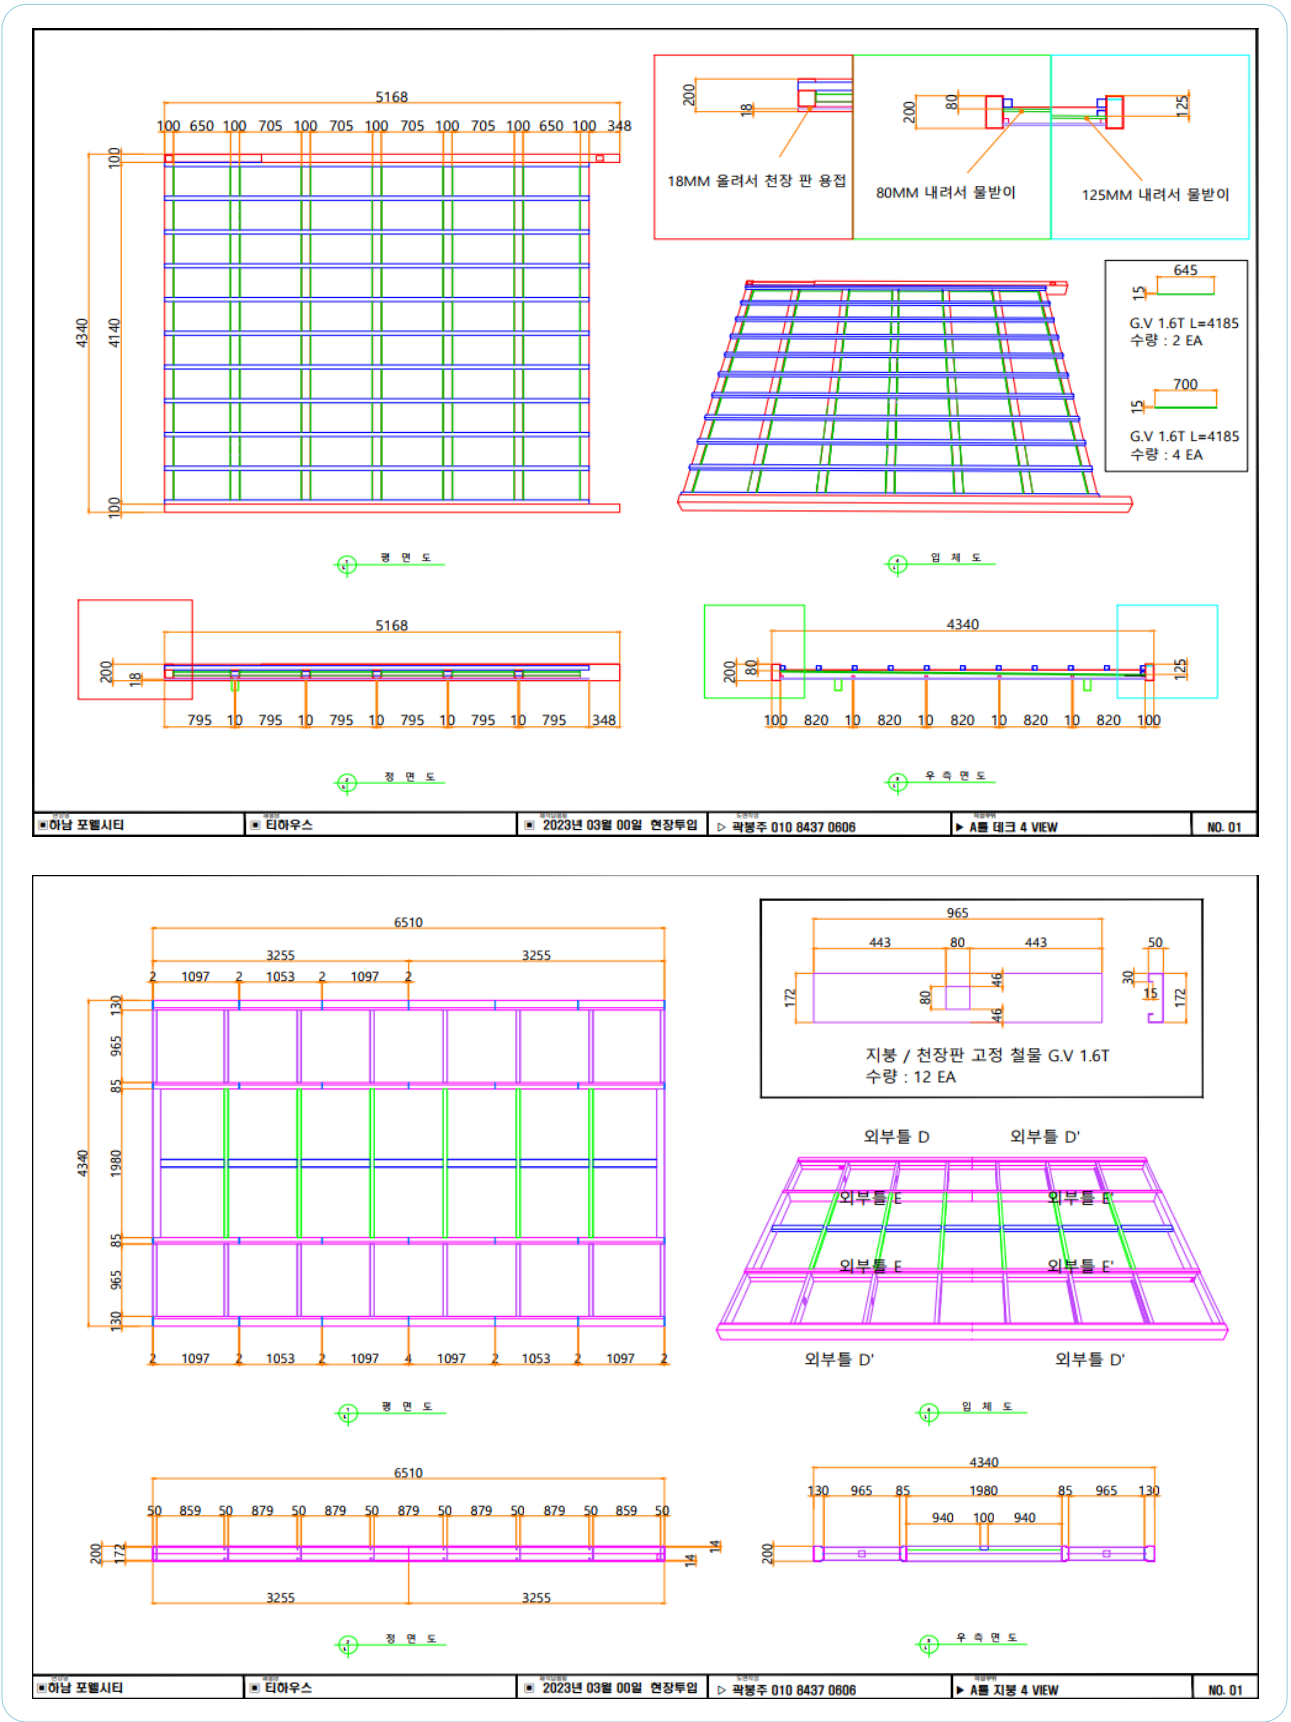 5168
100 650 100 705 100 705 100 705 100 705 100 650 100 348
100
4340
4140
100
평 면 도
200
18
18MM 올려서 천장 판 용접
200
80
80MM 내려서 물받이
125
125MM 내려서 물받이
645
15
G.V 1.6T L=4185
수량 : 2 EA
700
15
G.V 1.6T L=4185
수량 : 4 EA
입 체 도
5168
200
18
795 10 795 10 795 10 795 10 795 10 795 348
정 면 도
4340
200
80
125
100 820 10 820 10 820 10 820 10 820 100
우 측 면 도
▣하남 포웰시티
▣ 티하우스
▣ 2023년 03월 00일 현장투입
▷ 곽봉주 010 8437 0606
▶ A틀 데크 4 VIEW
NO. 01
6510
3255 3255
2 1097 2 1053 2 1097 2
130
965
85
4340
1980
85
965
130
2 1097 2 1053 2 1097 4 1097 2 1053 2 1097 2
평 면 도
965
443 80 443
172
80
46
46
50
30
15
172
지붕 / 천장판 고정 철물 G.V 1.6T
수량 : 12 EA
외부틀 D 외부틀 D'
외부틀 E 외부틀 E'
외부틀 E 외부틀 E'
외부틀 D' 외부틀 D'
입 체 도
6510
50 859 50 879 50 879 50 879 50 879 50 879 50 859 50
200
172
14
14
3255 3255
정 면 도
4340
130 965 85 1980 85 965 130
940 100 940
200
우 측 면 도
▣하남 포웰시티
▣ 티하우스
▣ 2023년 03월 00일 현장투입
▷ 곽봉주 010 8437 0606
▶ A틀 지붕 4 VIEW
NO. 01